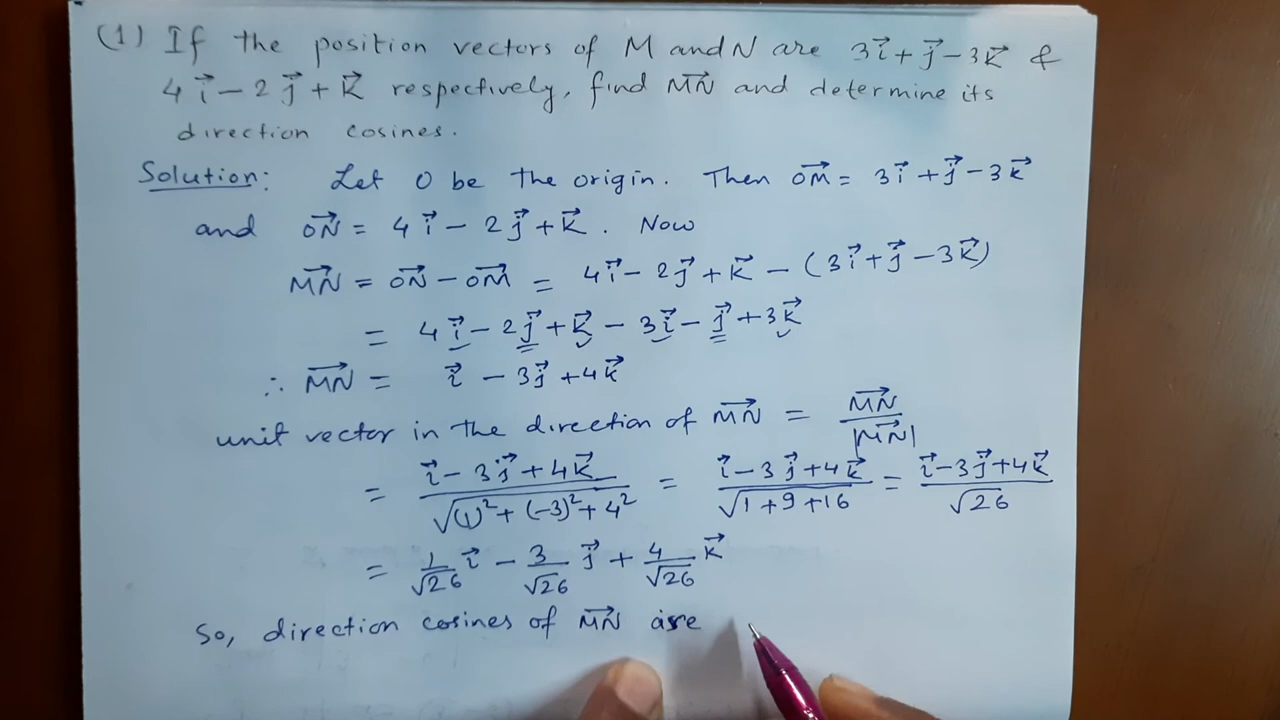 (1) If the position vectors of M and N are 3i⃗ + j⃗ − 3k⃗ &
4i⃗ − 2j⃗ + k⃗ respectively, find MN⃗ and determine its
direction cosines.
Solution: Let O be the origin. Then OM⃗ = 3i⃗ + j⃗ − 3k⃗
and ON⃗ = 4i⃗ − 2j⃗ + k⃗. Now
MN⃗ = ON⃗ − OM⃗ = 4i⃗ − 2j⃗ + k⃗ − (3i⃗ + j⃗ − 3k⃗)
= 4i⃗ − 2j⃗ + k⃗ − 3i⃗ − j⃗ + 3k⃗
∴ MN⃗ = i⃗ − 3j⃗ + 4k⃗
unit vector in the direction of MN⃗ = MN⃗/|MN⃗|
= (i⃗ − 3j⃗ + 4k⃗)/√((1)² + (−3)² + 4²) = (i⃗ − 3j⃗ + 4k⃗)/√(1+9+16) = (i⃗ − 3j⃗ + 4k⃗)/√26
= 1/√26 i⃗ − 3/√26 j⃗ + 4/√26 k⃗
So, direction cosines of MN⃗ are